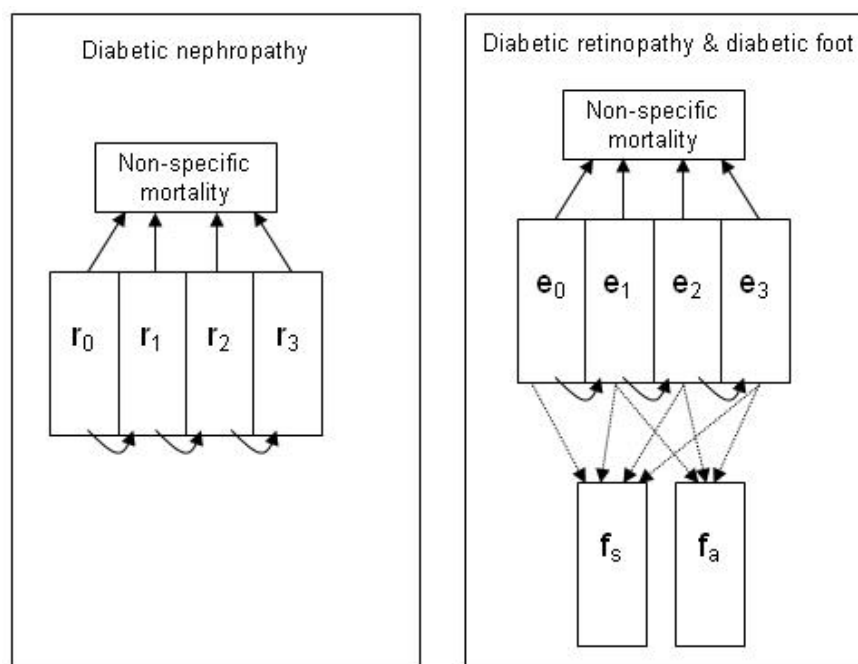 Diabetic nephropathy
Non-specific
mortality
r0 r1 r2 r3
Diabetic retinopathy & diabetic foot
Non-specific
mortality
e0 e1 e2 e3
fs fa